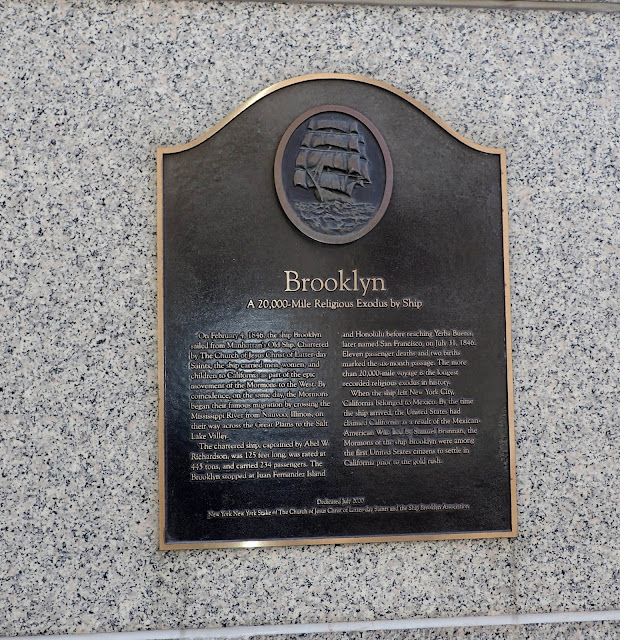 Brooklyn
A 20,000-Mile Religious Exodus by Ship
On February 4, 1846, the ship Brooklyn
sailed from Manhattan's Old Slip. Chartered
by The Church of Jesus Christ of Latter-day
Saints, the ship carried men, women, and
children to California as part of the epic
movement of the Mormons to the West. By
coincidence, on the same day, the Mormons
began their famous migration by crossing the
Mississippi River from Nauvoo, Illinois, on
their way across the Great Plains to the Salt
Lake Valley.
The chartered ship, captained by Abel W.
Richardson, was 125 feet long, was rated at
445 tons, and carried 234 passengers. The
Brooklyn stopped at Juan Fernandez Island
and Honolulu before reaching Yerba Buena,
later named San Francisco, on July 31, 1846.
Eleven passenger deaths and two births
marked the six-month passage. The more
than 20,000-mile voyage is the longest
recorded religious exodus in history.
When the ship left New York City,
California belonged to Mexico. By the time
the ship arrived, the United States had
claimed California as a result of the Mexican-
American War. Led by Samuel Brannan, the
Mormons of the ship Brooklyn were among
the first United States citizens to settle in
California prior to the gold rush.
Dedicated July
New York New York Stake of The Church of Jesus Christ of Latter-day Saints and the Ship Brooklyn Association